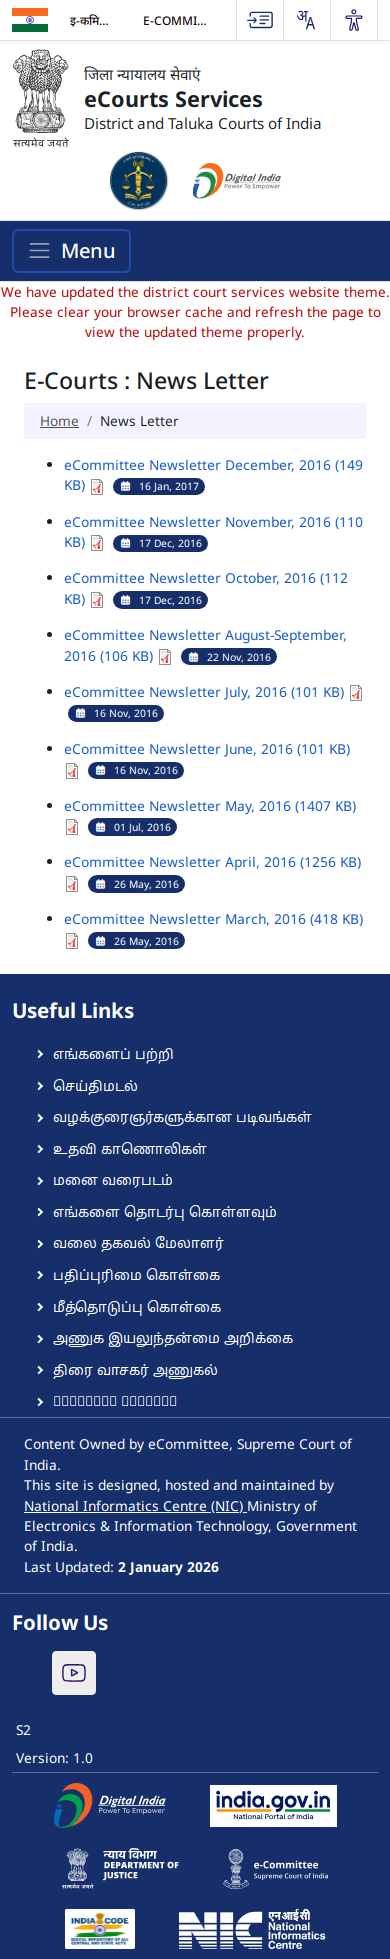 इ-कमि...
E-COMMI...
अ
A
जिला न्यायालय सेवाएं
eCourts Services
District and Taluka Courts of India
सत्यमेव जयते
Digital India
Power To Empower
Menu
We have updated the district court services website theme.
Please clear your browser cache and refresh the page to
view the updated theme properly.
E-Courts : News Letter
Home / News Letter
eCommittee Newsletter December, 2016 (149
KB) 16 Jan, 2017
eCommittee Newsletter November, 2016 (110
KB) 17 Dec, 2016
eCommittee Newsletter October, 2016 (112
KB) 17 Dec, 2016
eCommittee Newsletter August-September,
2016 (106 KB) 22 Nov, 2016
eCommittee Newsletter July, 2016 (101 KB)
16 Nov, 2016
eCommittee Newsletter June, 2016 (101 KB)
16 Nov, 2016
eCommittee Newsletter May, 2016 (1407 KB)
01 Jul, 2016
eCommittee Newsletter April, 2016 (1256 KB)
26 May, 2016
eCommittee Newsletter March, 2016 (418 KB)
26 May, 2016
Useful Links
எங்களைப் பற்றி
செய்திமடல்
வழக்குரைஞர்களுக்கான படிவங்கள்
உதவி காணொலிகள்
மனை வரைபடம்
எங்களை தொடர்பு கொள்ளவும்
வலை தகவல் மேலாளர்
பதிப்புரிமை கொள்கை
மீத்தொடுப்பு கொள்கை
அணுக இயலுந்தன்மை அறிக்கை
திரை வாசகர் அணுகல்
Content Owned by eCommittee, Supreme Court of
India.
This site is designed, hosted and maintained by
National Informatics Centre (NIC) Ministry of
Electronics & Information Technology, Government
of India.
Last Updated: 2 January 2026
Follow Us
S2
Version: 1.0
Digital India
Power To Empower
india.gov.in
National Portal of India
न्याय विभाग
DEPARTMENT OF
JUSTICE
सत्यमेव जयते
e-Committee
Supreme Court of India
INDIA CODE
DIGITAL REPOSITORY OF ALL
CENTRAL AND STATE ACTS
NIC
एनआईसी
National
Informatics
Centre